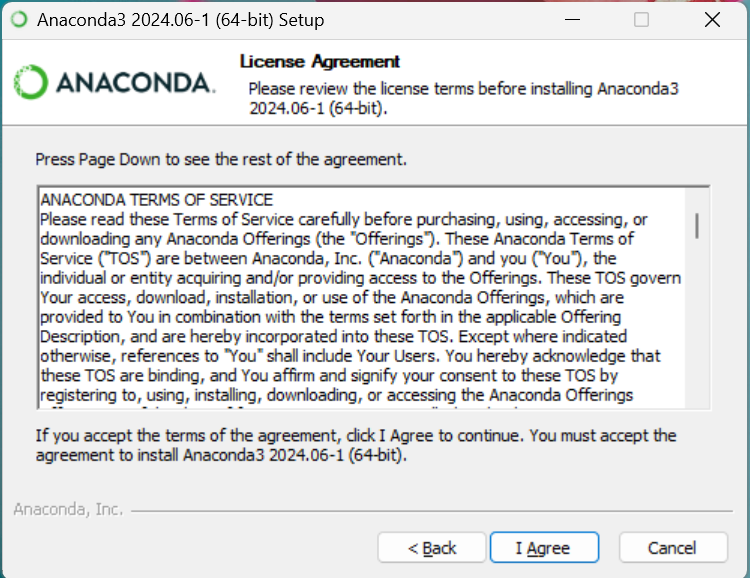 Anaconda3 2024.06-1 (64-bit) Setup
ANACONDA.
License Agreement
Please review the license terms before installing Anaconda3
2024.06-1 (64-bit).
Press Page Down to see the rest of the agreement.
ANACONDA TERMS OF SERVICE
Please read these Terms of Service carefully before purchasing, using, accessing, or
downloading any Anaconda Offerings (the "Offerings"). These Anaconda Terms of
Service ("TOS") are between Anaconda, Inc. ("Anaconda") and you ("You"), the
individual or entity acquiring and/or providing access to the Offerings. These TOS govern
Your access, download, installation, or use of the Anaconda Offerings, which are
provided to You in combination with the terms set forth in the applicable Offering
Description, and are hereby incorporated into these TOS. Except where indicated
otherwise, references to "You" shall include Your Users. You hereby acknowledge that
these TOS are binding, and You affirm and signify your consent to these TOS by
registering to, using, installing, downloading, or accessing the Anaconda Offerings
If you accept the terms of the agreement, click I Agree to continue. You must accept the
agreement to install Anaconda3 2024.06-1 (64-bit).
Anaconda, Inc.
< Back
I Agree
Cancel